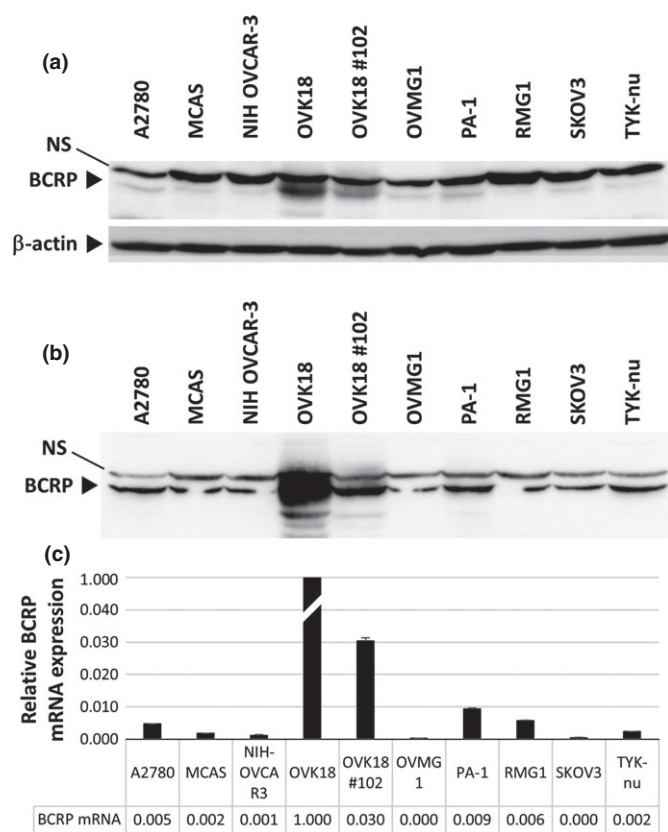 (a)
A2780 MCAS NIH OVCAR-3 OVK18 OVK18 #102 OVMG1 PA-1 RMG1 SKOV3 TYK-nu
NS
BCRP
β-actin
(b)
A2780 MCAS NIH OVCAR-3 OVK18 OVK18 #102 OVMG1 PA-1 RMG1 SKOV3 TYK-nu
NS
BCRP
(c)
Relative BCRP
mRNA expression
1.000
0.040
0.030
0.010
0.000
A2780 MCAS NIH-OVCAR3 OVK18 OVK18 #102 OVMG1 PA-1 RMG1 SKOV3 TYK-nu
BCRP mRNA 0.005 0.002 0.001 1.000 0.030 0.000 0.009 0.006 0.000 0.002